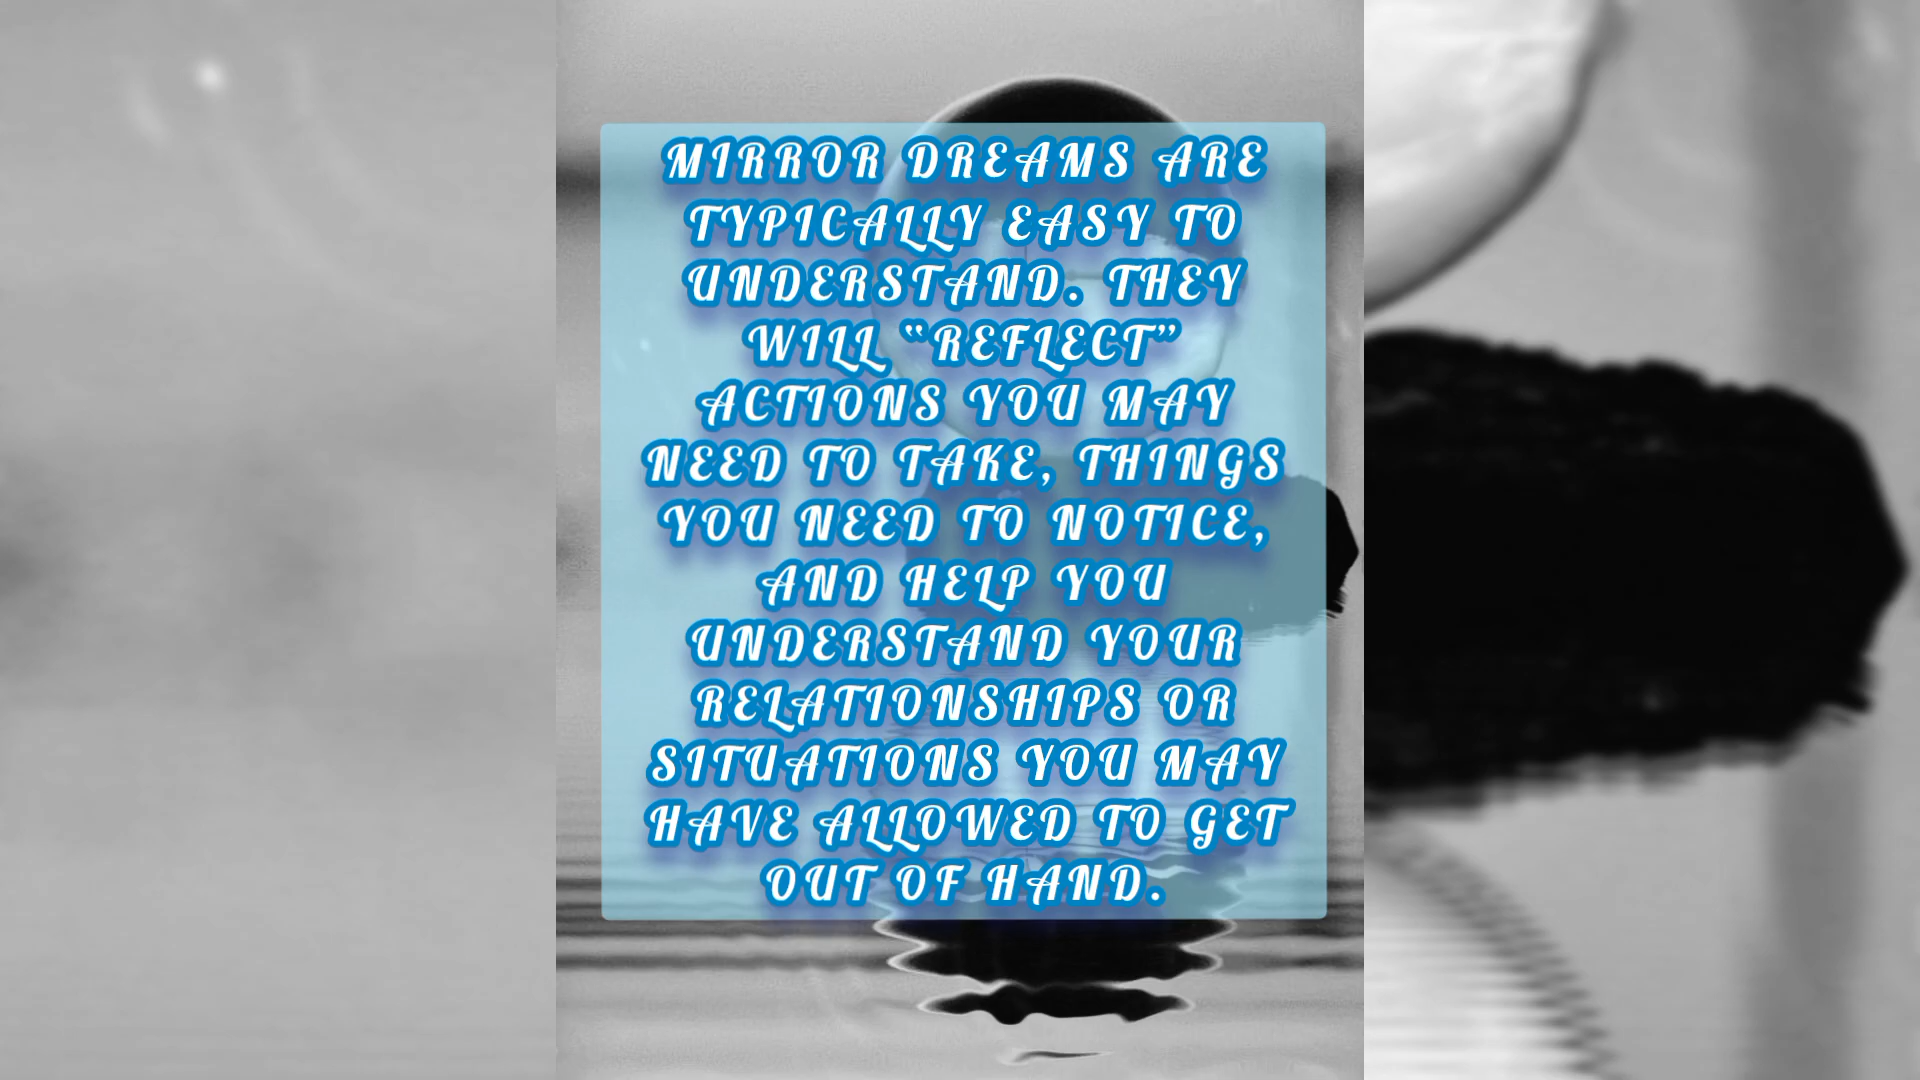 MIRROR DREAMS ARE
TYPICALLY EASY TO
UNDERSTAND. THEY
WILL “REFLECT”
ACTIONS YOU MAY
NEED TO TAKE, THINGS
YOU NEED TO NOTICE,
AND HELP YOU
UNDERSTAND YOUR
RELATIONSHIPS OR
SITUATIONS YOU MAY
HAVE ALLOWED TO GET
OUT OF HAND.